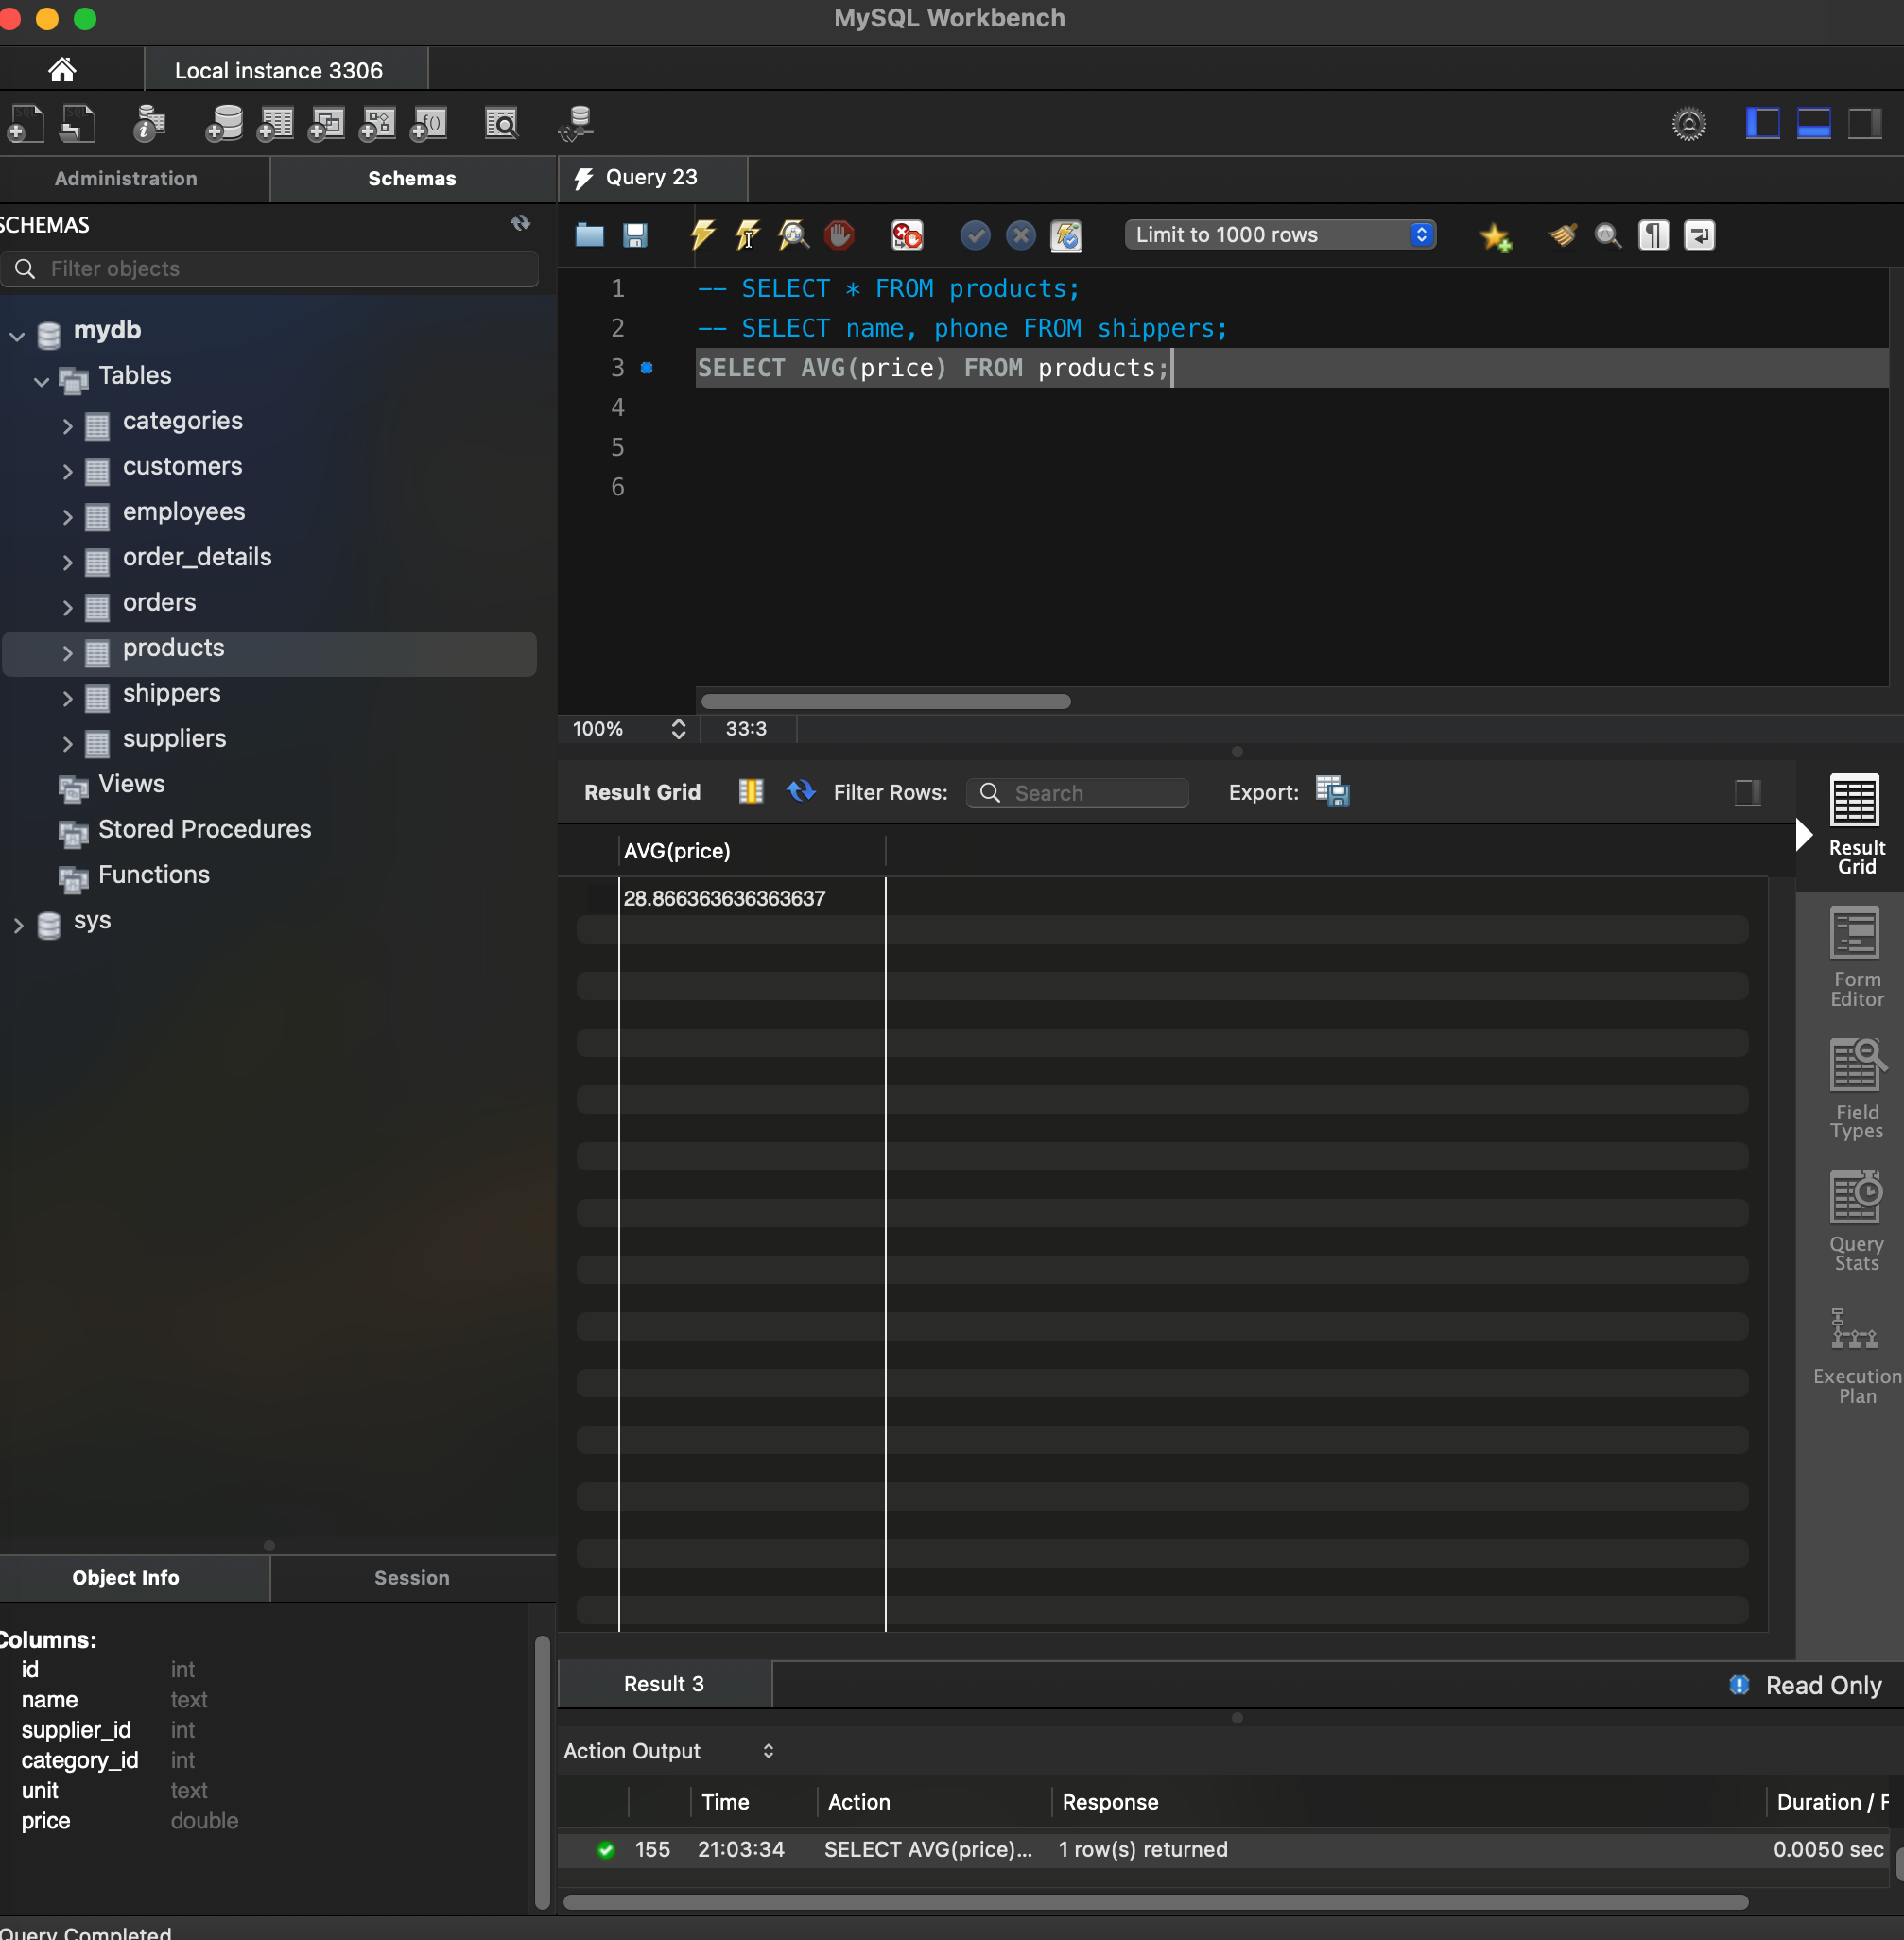 MySQL Workbench
Local instance 3306
Administration
Schemas
SCHEMAS
Filter objects
mydb
Tables
categories
customers
employees
order_details
orders
products
shippers
suppliers
Views
Stored Procedures
Functions
sys
Object Info
Session
Columns:
id int
name text
supplier_id int
category_id int
unit text
price double
Query Completed
Query 23
Limit to 1000 rows
1 -- SELECT * FROM products;
2 -- SELECT name, phone FROM shippers;
3 SELECT AVG(price) FROM products;
4
5
6
100% 33:3
Result Grid Filter Rows: Search Export:
AVG(price)
28.866363636363637
Result
Grid
Form
Editor
Field
Types
Query
Stats
Execution
Plan
Result 3
Read Only
Action Output
Time Action Response Duration / F
155 21:03:34 SELECT AVG(price)... 1 row(s) returned 0.0050 sec